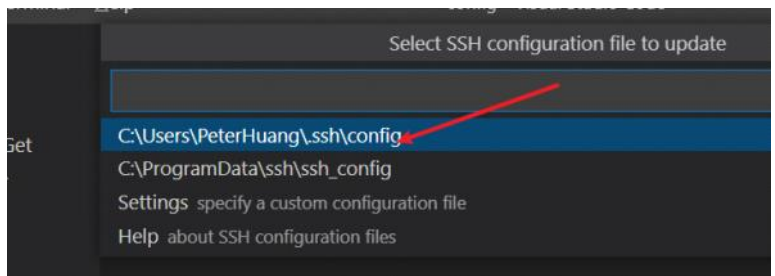 Select SSH configuration file to update
C:\Users\PeterHuang\.ssh\config
Get
C:\ProgramData\ssh\ssh_config
Settings specify a custom configuration file
Help about SSH configuration files